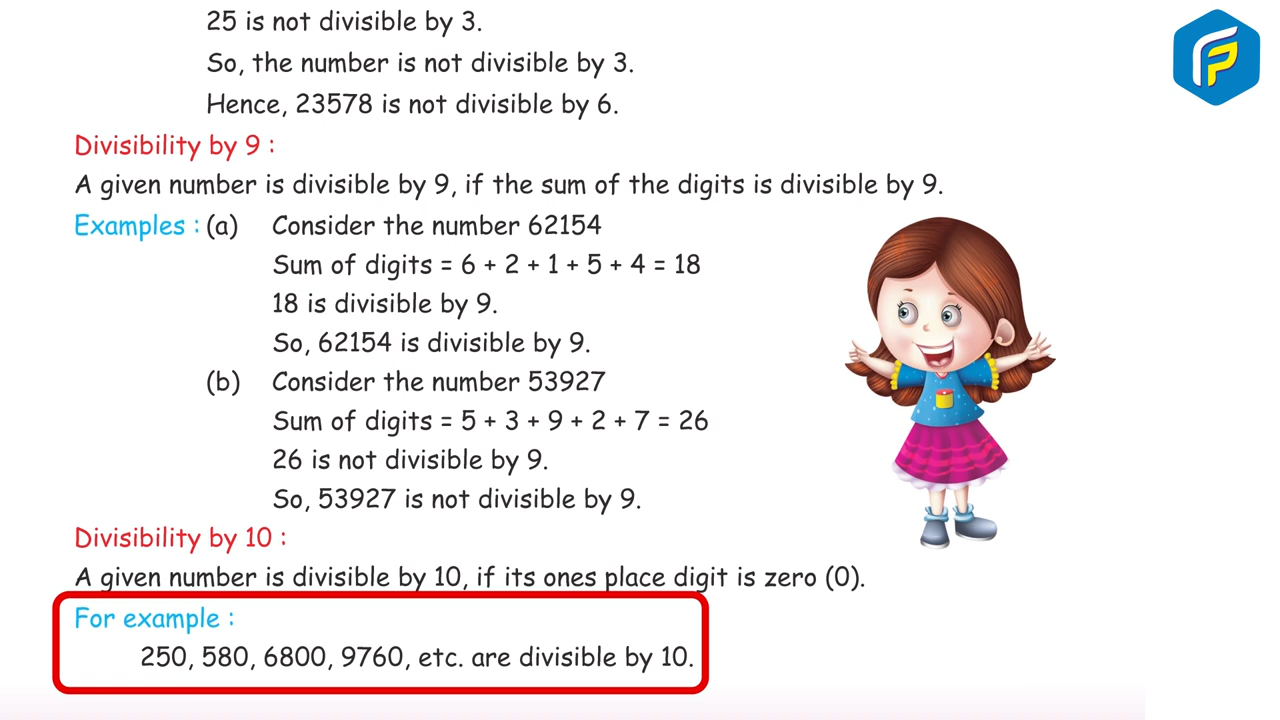 25 is not divisible by 3.
So, the number is not divisible by 3.
Hence, 23578 is not divisible by 6.
Divisibility by 9 :
A given number is divisible by 9, if the sum of the digits is divisible by 9.
Examples : (a) Consider the number 62154
Sum of digits = 6 + 2 + 1 + 5 + 4 = 18
18 is divisible by 9.
So, 62154 is divisible by 9.
(b) Consider the number 53927
Sum of digits = 5 + 3 + 9 + 2 + 7 = 26
26 is not divisible by 9.
So, 53927 is not divisible by 9.
Divisibility by 10 :
A given number is divisible by 10, if its ones place digit is zero (0).
For example :
250, 580, 6800, 9760, etc. are divisible by 10.